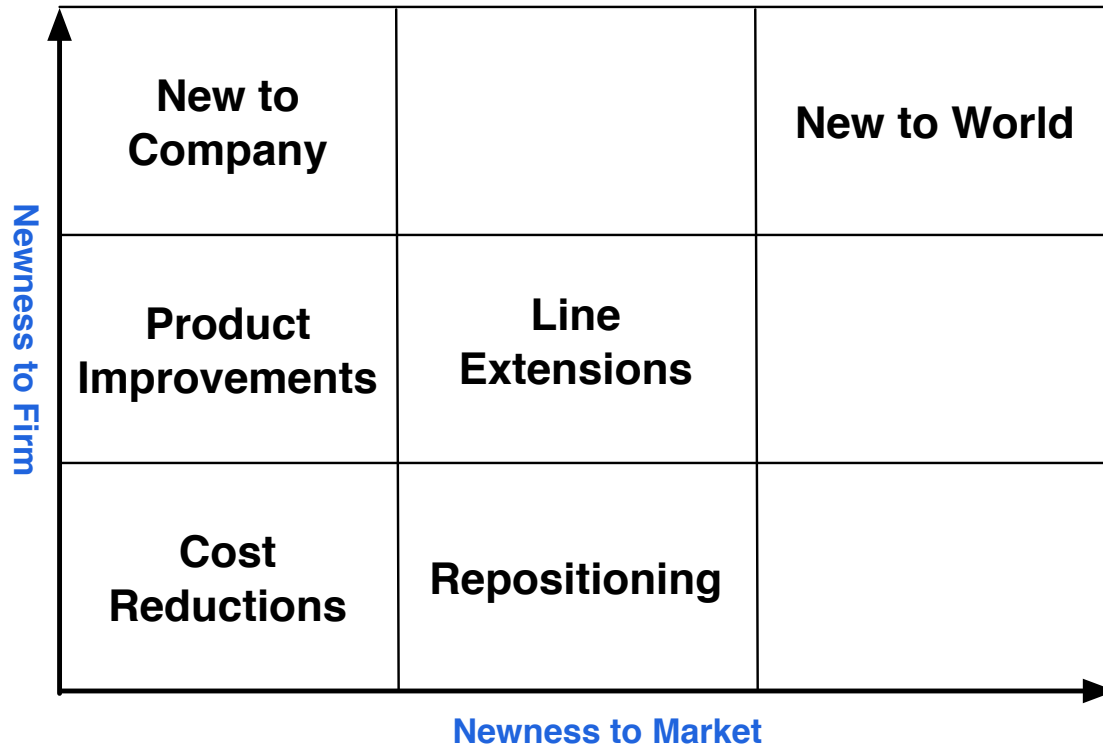 New to
Company
New to World
Newness to Firm
Product
Improvements
Line
Extensions
Cost
Reductions
Repositioning
Newness to Market